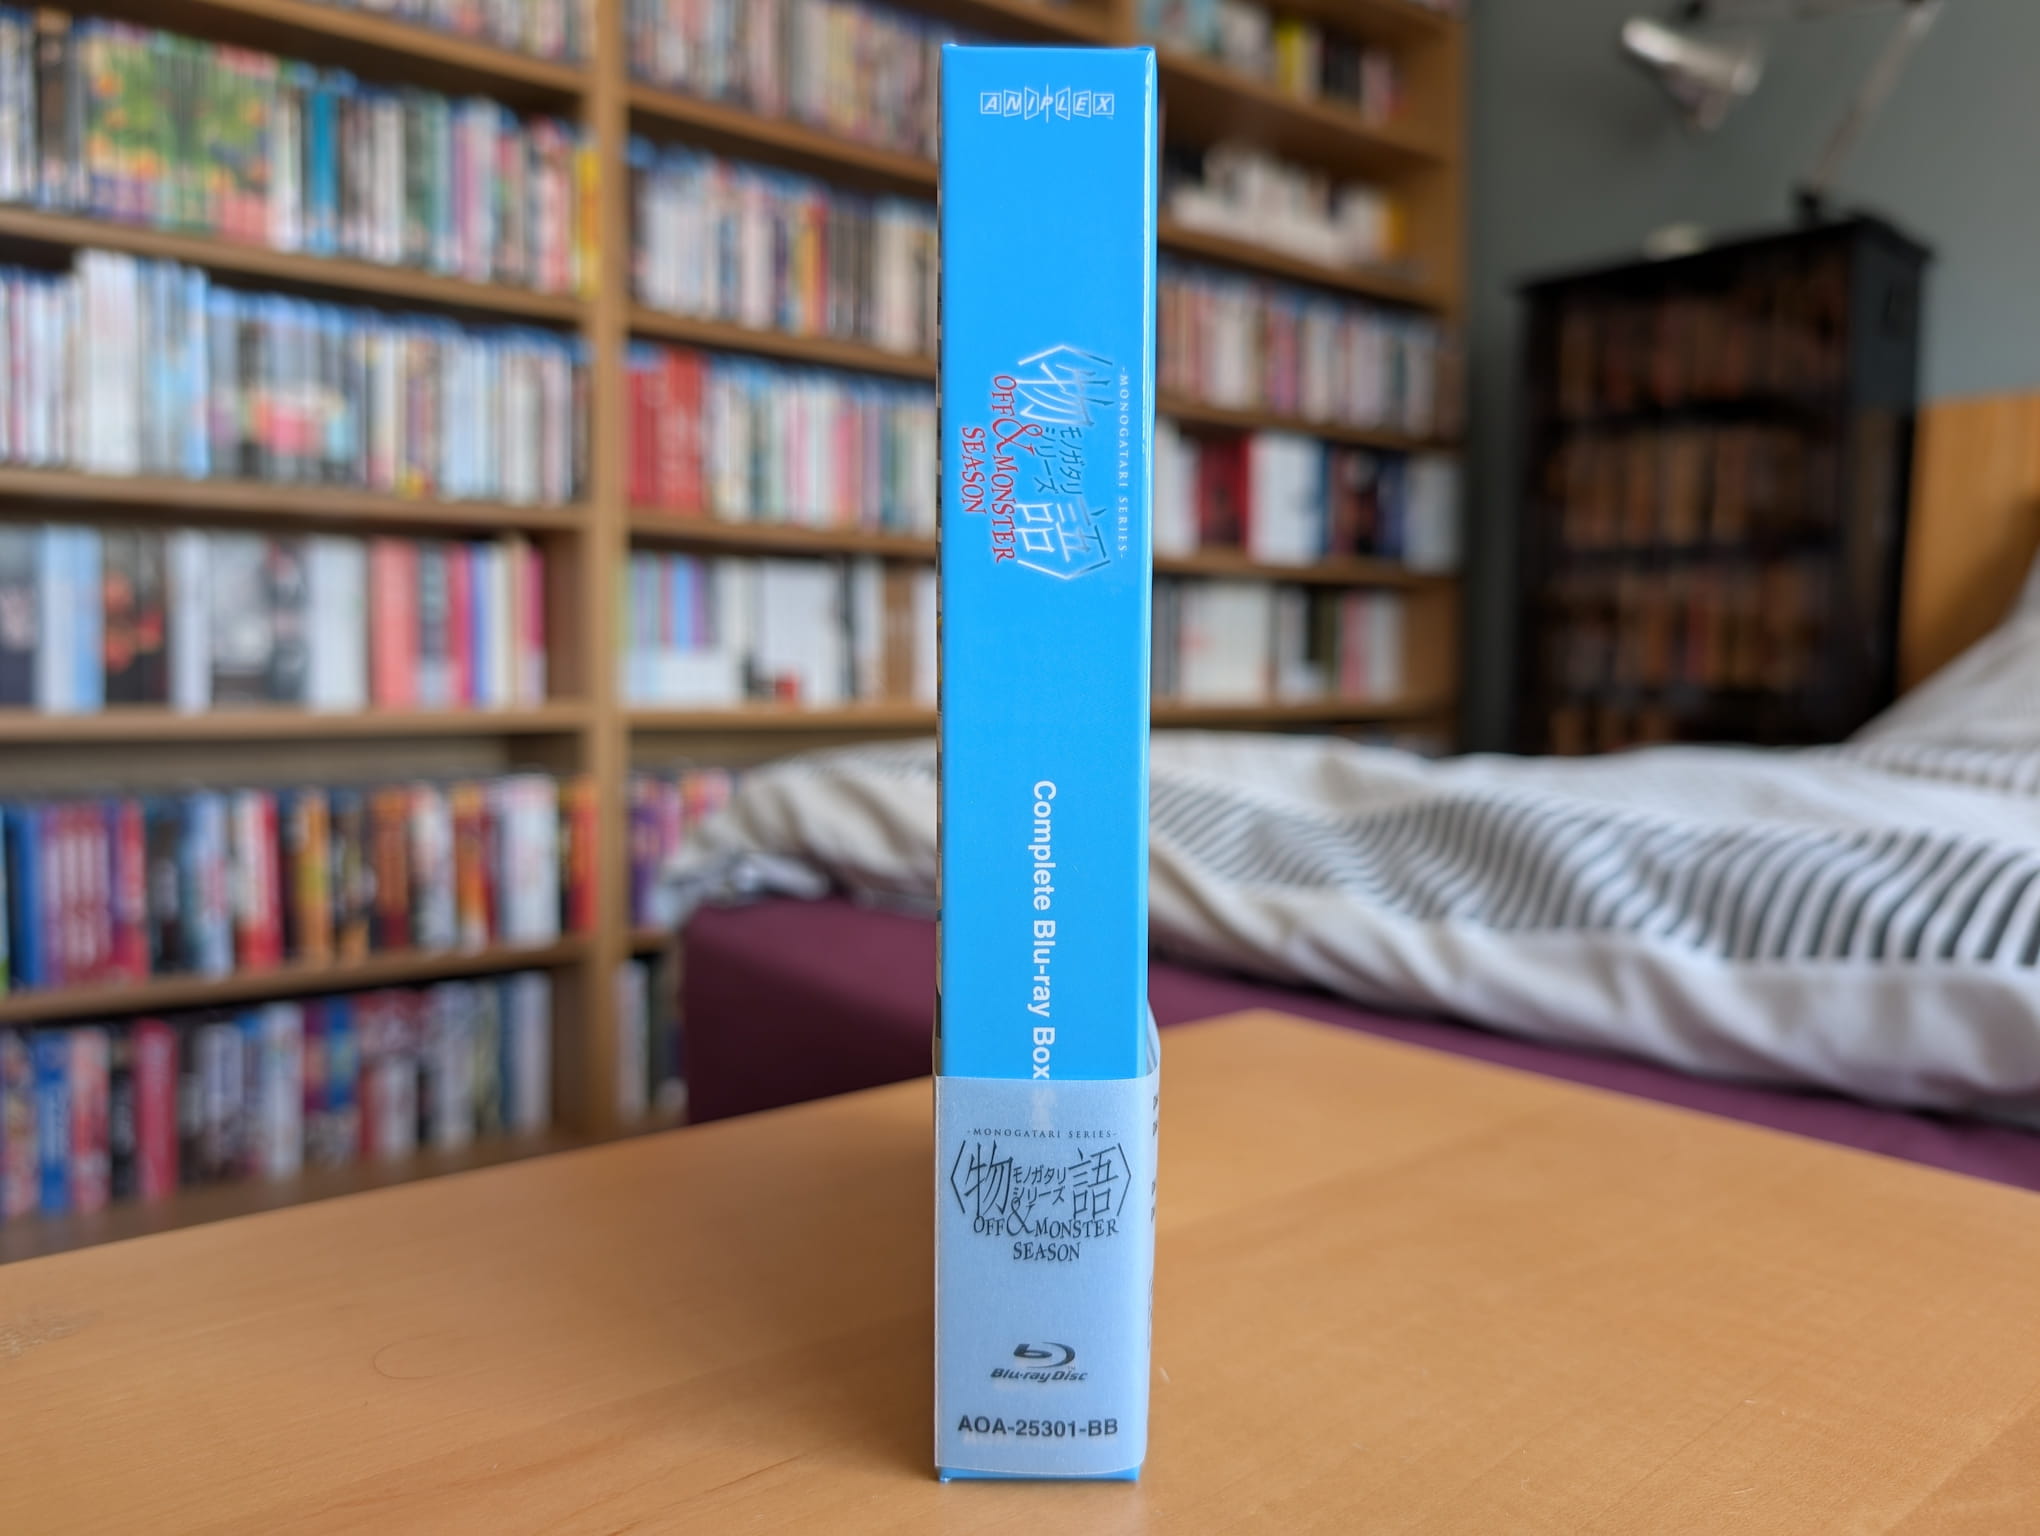 ANIPLEX
-MONOGATARI SERIES-
〈物 モノガタリ 語〉
シリーズ
OFF & MONSTER
SEASON
Complete Blu-ray Box
-MONOGATARI SERIES-
〈物 モノガタリ 語〉
シリーズ
OFF & MONSTER
SEASON
Blu-ray Disc
AOA-25301-BB